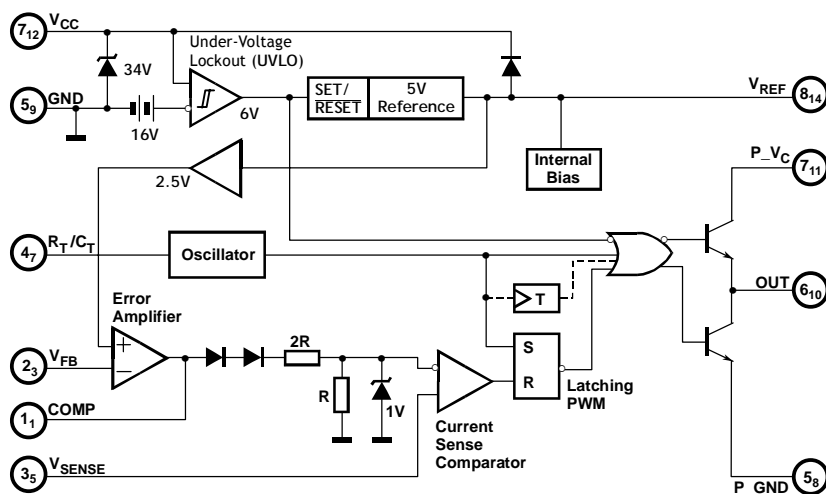 7 12 VCC
Under-Voltage
Lockout (UVLO)
34V
5 9 GND
16V
6V
SET/
RESET
5V
Reference
VREF 8 14
2.5V
Internal
Bias
P_VC 7 11
4 7 RT/CT
Oscillator
T
OUT 6 10
Error
Amplifier
+
−
2 3 VFB
2R
R
1V
S
R
Latching
PWM
1 1 COMP
Current
Sense
Comparator
3 5 VSENSE
P_GND 5 8